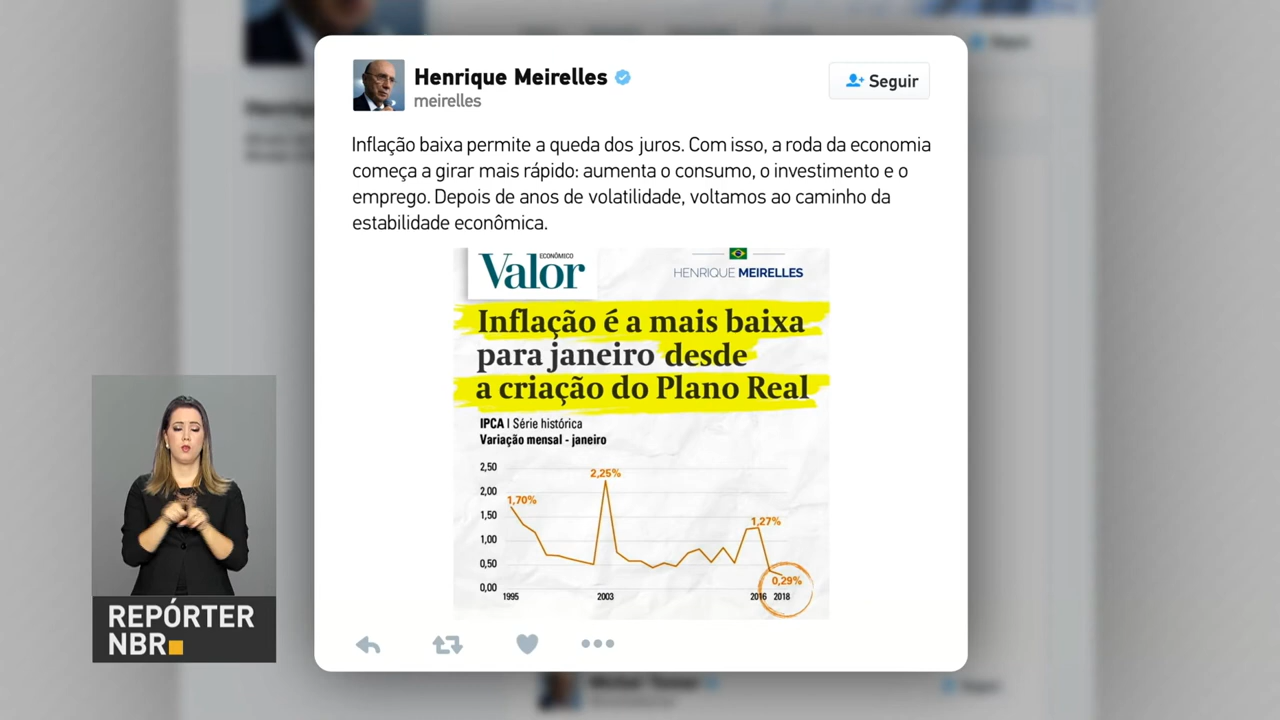 Henrique Meirelles
meirelles
Seguir
Inflação baixa permite a queda dos juros. Com isso, a roda da economia
começa a girar mais rápido: aumenta o consumo, o investimento e o
emprego. Depois de anos de volatilidade, voltamos ao caminho da
estabilidade econômica.
Valor
ECONÔMICO
HENRIQUE MEIRELLES
Inflação é a mais baixa
para janeiro desde
a criação do Plano Real
IPCA | Série histórica
Variação mensal - janeiro
2,50
2,00
1,50
1,00
0,50
0,00
1,70%
2,25%
1,27%
0,29%
1995
2003
2016
2018
REPÓRTER
NBR